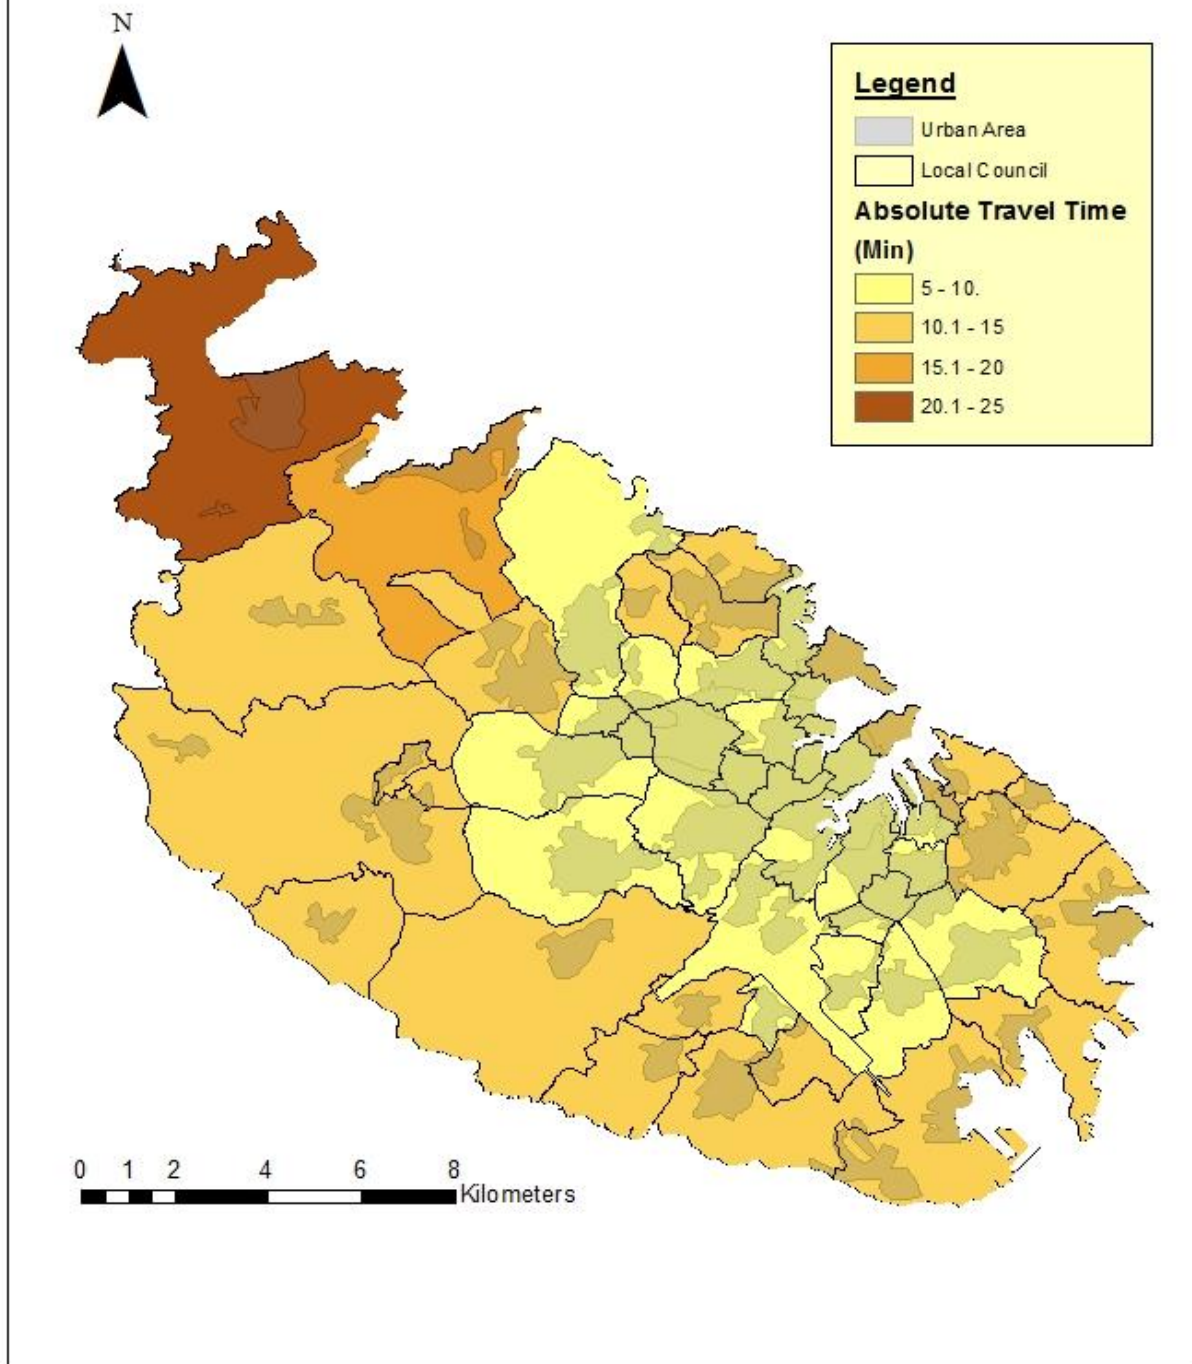 N
Legend
Urban Area
Local Council
Absolute Travel Time
(Min)
5 - 10.
10.1 - 15
15.1 - 20
20.1 - 25
0 1 2 4 6 8
Kilometers